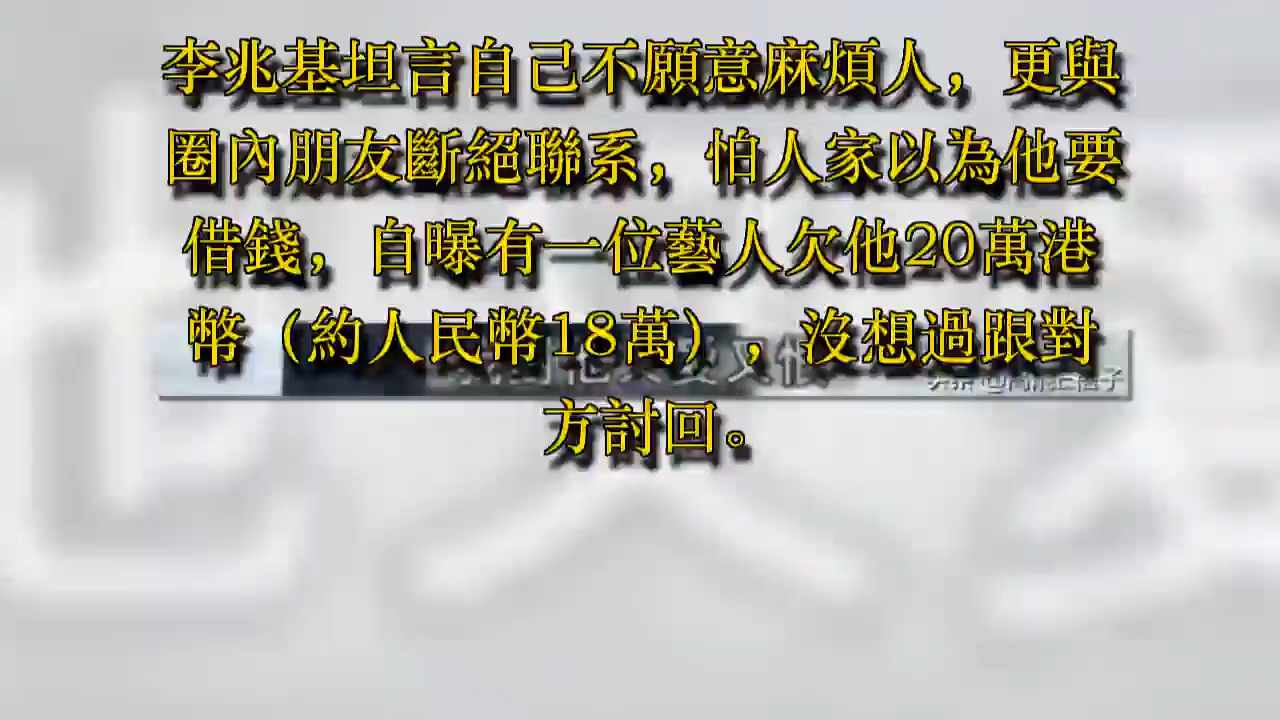 李兆基坦言自己不願意麻煩人，更與
圈內朋友斷絕聯系，怕人家以為他要
借錢，自曝有一位藝人欠他20萬港
幣（約人民幣18萬），沒想過跟對
方討回。